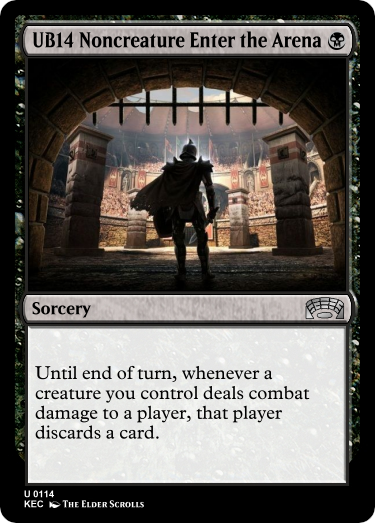 UB14 Noncreature Enter the Arena
Sorcery
Until end of turn, whenever a
creature you control deals combat
damage to a player, that player
discards a card.
U 0114
KEC The Elder Scrolls